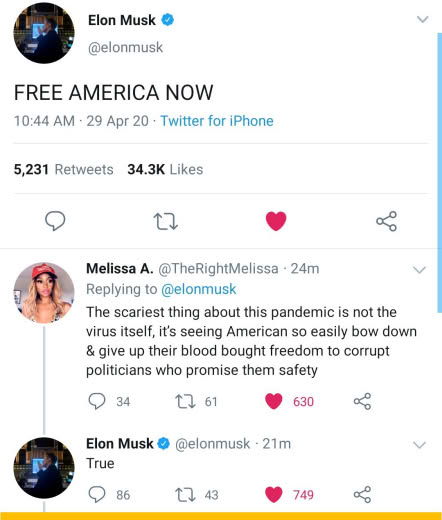 Elon Musk
@elonmusk
FREE AMERICA NOW
10:44 AM · 29 Apr 20 · Twitter for iPhone
5,231 Retweets 34.3K Likes
Melissa A. @TheRightMelissa · 24m
Replying to @elonmusk
The scariest thing about this pandemic is not the
virus itself, it's seeing American so easily bow down
& give up their blood bought freedom to corrupt
politicians who promise them safety
34 61 630
Elon Musk @elonmusk · 21m
True
86 43 749